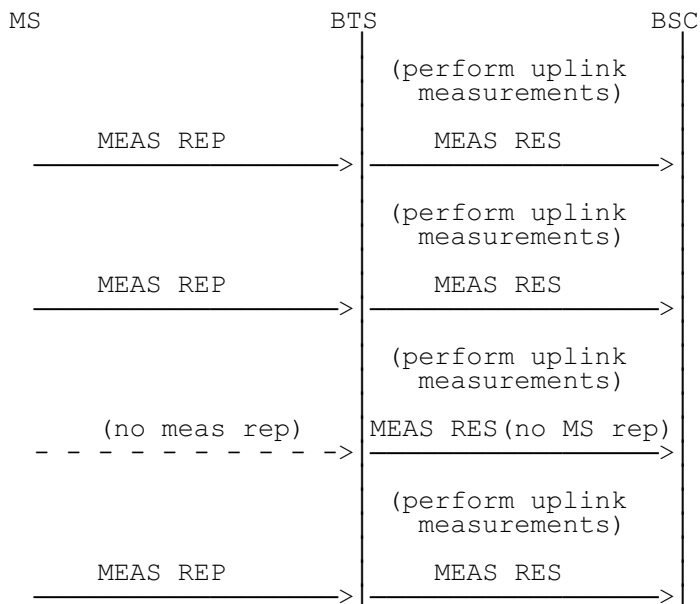 MS BTS BSC
(perform uplink
measurements)
MEAS REP MEAS RES
(perform uplink
measurements)
MEAS REP MEAS RES
(perform uplink
measurements)
(no meas rep) MEAS RES(no MS rep)
(perform uplink
measurements)
MEAS REP MEAS RES